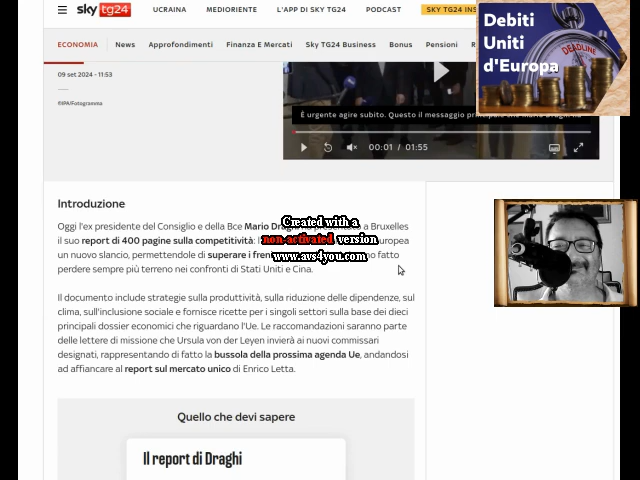 sky tg24 UCRAINA MEDIORIENTE L'APP DI SKY TG24 PODCAST SKY TG24 INS
ECONOMIA News Approfondimenti Finanza E Mercati Sky TG24 Business Bonus Pensioni R
Debiti
Uniti
d'Europa
DEADLINE
09 set 2024 - 11:53
©IPA/Fotogramma
È urgente agire subito. Questo il messaggio
00:01 / 01:55
Introduzione
Oggi l'ex presidente del Consiglio e della Bce Mario Draghi a Bruxelles
il suo report di 400 pagine sulla competitività:
un nuovo slancio, permettendole di superare i freni fatto
perdere sempre più terreno nei confronti di Stati Uniti e Cina.
Created with a
non-activated version
www.avs4you.com
Il documento include strategie sulla produttività, sulla riduzione delle dipendenze, sul
clima, sull'inclusione sociale e fornisce ricette per i singoli settori sulla base dei dieci
principali dossier economici che riguardano l'Ue. Le raccomandazioni saranno parte
delle lettere di missione che Ursula von der Leyen invierà ai nuovi commissari
designati, rappresentando di fatto la bussola della prossima agenda Ue, andandosi
ad affiancare al report sul mercato unico di Enrico Letta.
Quello che devi sapere
Il report di Draghi